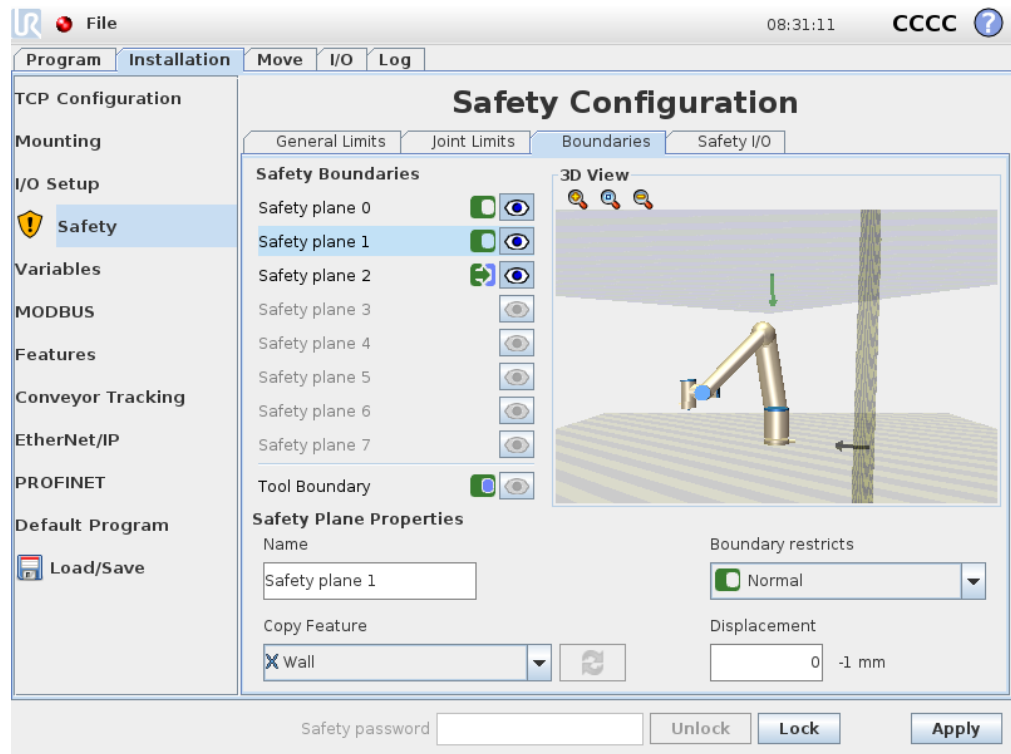 UR File 08:31:11 CCCC ?
Program Installation Move I/O Log
TCP Configuration
Mounting
I/O Setup
Safety
Variables
MODBUS
Features
Conveyor Tracking
EtherNet/IP
PROFINET
Default Program
Load/Save
Safety Configuration
General Limits Joint Limits Boundaries Safety I/O
Safety Boundaries
Safety plane 0
Safety plane 1
Safety plane 2
Safety plane 3
Safety plane 4
Safety plane 5
Safety plane 6
Safety plane 7
Tool Boundary
3D View
Safety Plane Properties
Name
Safety plane 1
Boundary restricts
Normal
Copy Feature
Wall
Displacement
0 -1 mm
Safety password Unlock Lock Apply